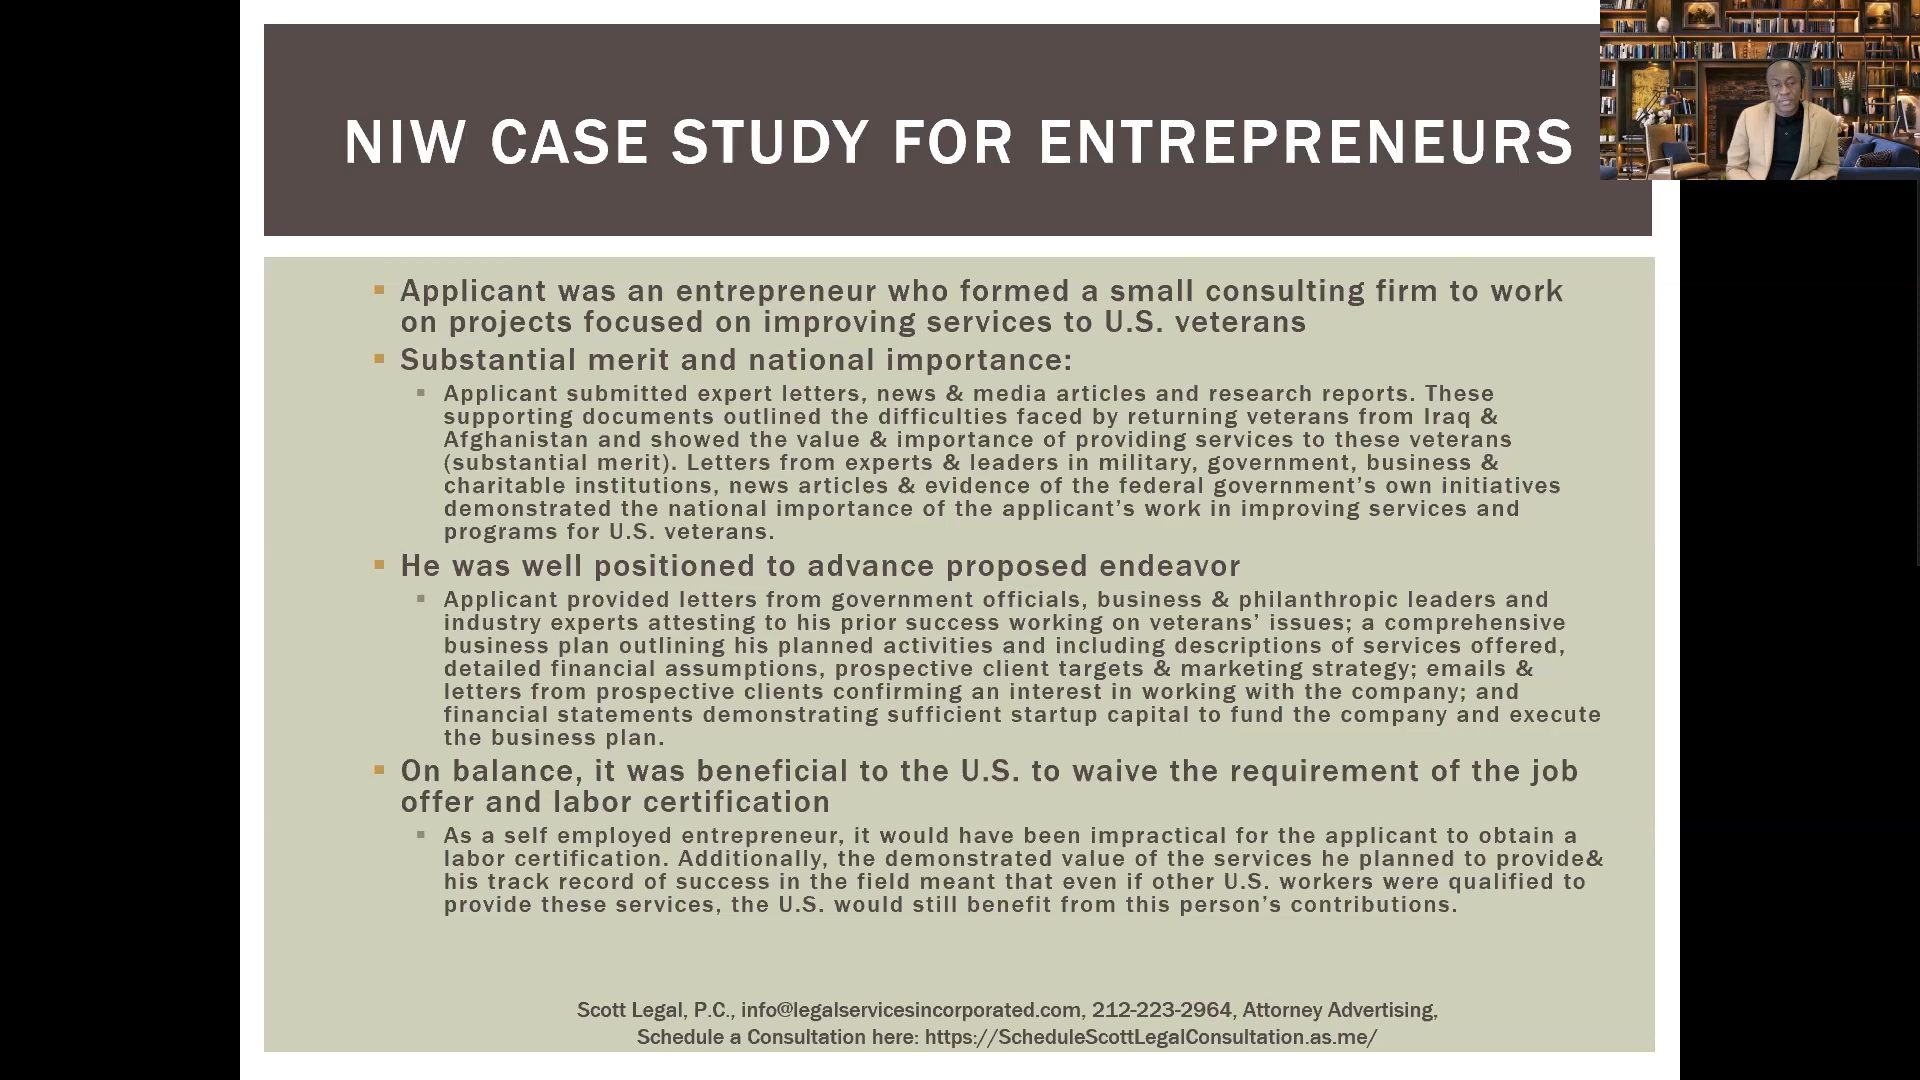 NIW CASE STUDY FOR ENTREPRENEURS
Applicant was an entrepreneur who formed a small consulting firm to work
on projects focused on improving services to U.S. veterans
Substantial merit and national importance:
Applicant submitted expert letters, news & media articles and research reports. These
supporting documents outlined the difficulties faced by returning veterans from Iraq &
Afghanistan and showed the value & importance of providing services to these veterans
(substantial merit). Letters from experts & leaders in military, government, business &
charitable institutions, news articles & evidence of the federal government's own initiatives
demonstrated the national importance of the applicant's work in improving services and
programs for U.S. veterans.
He was well positioned to advance proposed endeavor
Applicant provided letters from government officials, business & philanthropic leaders and
industry experts attesting to his prior success working on veterans' issues; a comprehensive
business plan outlining his planned activities and including descriptions of services offered,
detailed financial assumptions, prospective client targets & marketing strategy; emails &
letters from prospective clients confirming an interest in working with the company; and
financial statements demonstrating sufficient startup capital to fund the company and execute
the business plan.
On balance, it was beneficial to the U.S. to waive the requirement of the job
offer and labor certification
As a self employed entrepreneur, it would have been impractical for the applicant to obtain a
labor certification. Additionally, the demonstrated value of the services he planned to provide&
his track record of success in the field meant that even if other U.S. workers were qualified to
provide these services, the U.S. would still benefit from this person's contributions.
Scott Legal, P.C., info@legalservicesincorporated.com, 212-223-2964, Attorney Advertising,
Schedule a Consultation here: https://ScheduleScottLegalConsultation.as.me/